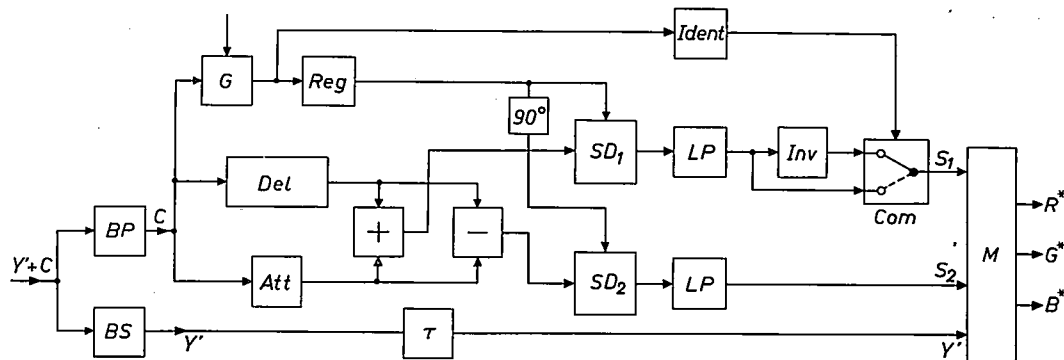 Ident
G
Reg
90°
SD₁
LP
Inv
S₁
Com
Del
+
−
R*
BP
C
Y'+C
Att
SD₂
LP
S₂
M
G*
B*
BS
Y'
τ
Y'